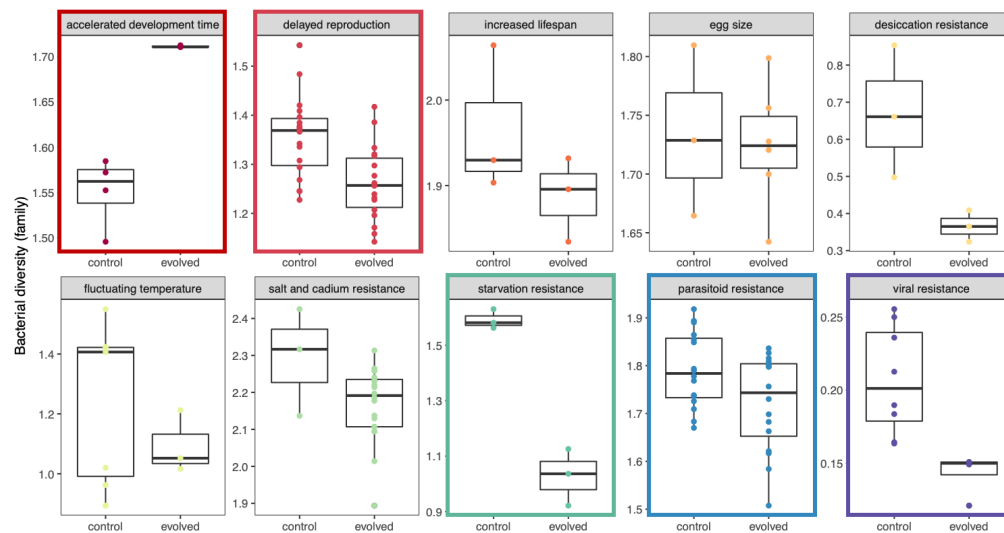 accelerated development time
delayed reproduction
increased lifespan
egg size
desiccation resistance
1.70
1.65
1.60
1.55
1.50
1.5
1.4
1.3
1.2
2.0
1.9
1.80
1.75
1.70
1.65
0.9
0.8
0.7
0.6
0.5
0.4
0.3
control evolved
control evolved
control evolved
control evolved
control evolved
Bacterial diversity (family)
fluctuating temperature
salt and cadium resistance
starvation resistance
parasitoid resistance
viral resistance
1.4
1.2
1.0
2.4
2.3
2.2
2.1
2.0
1.9
1.5
1.3
1.1
0.9
1.9
1.8
1.7
1.6
1.5
0.25
0.20
0.15
control evolved
control evolved
control evolved
control evolved
control evolved